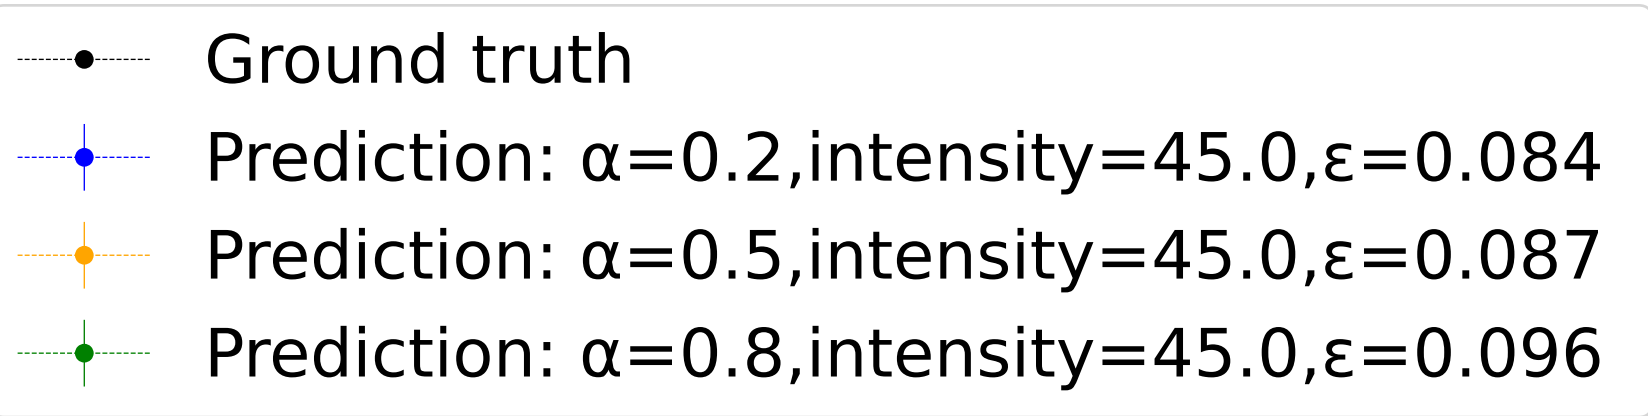 Ground truth
Prediction: α=0.2,intensity=45.0,ε=0.084
Prediction: α=0.5,intensity=45.0,ε=0.087
Prediction: α=0.8,intensity=45.0,ε=0.096